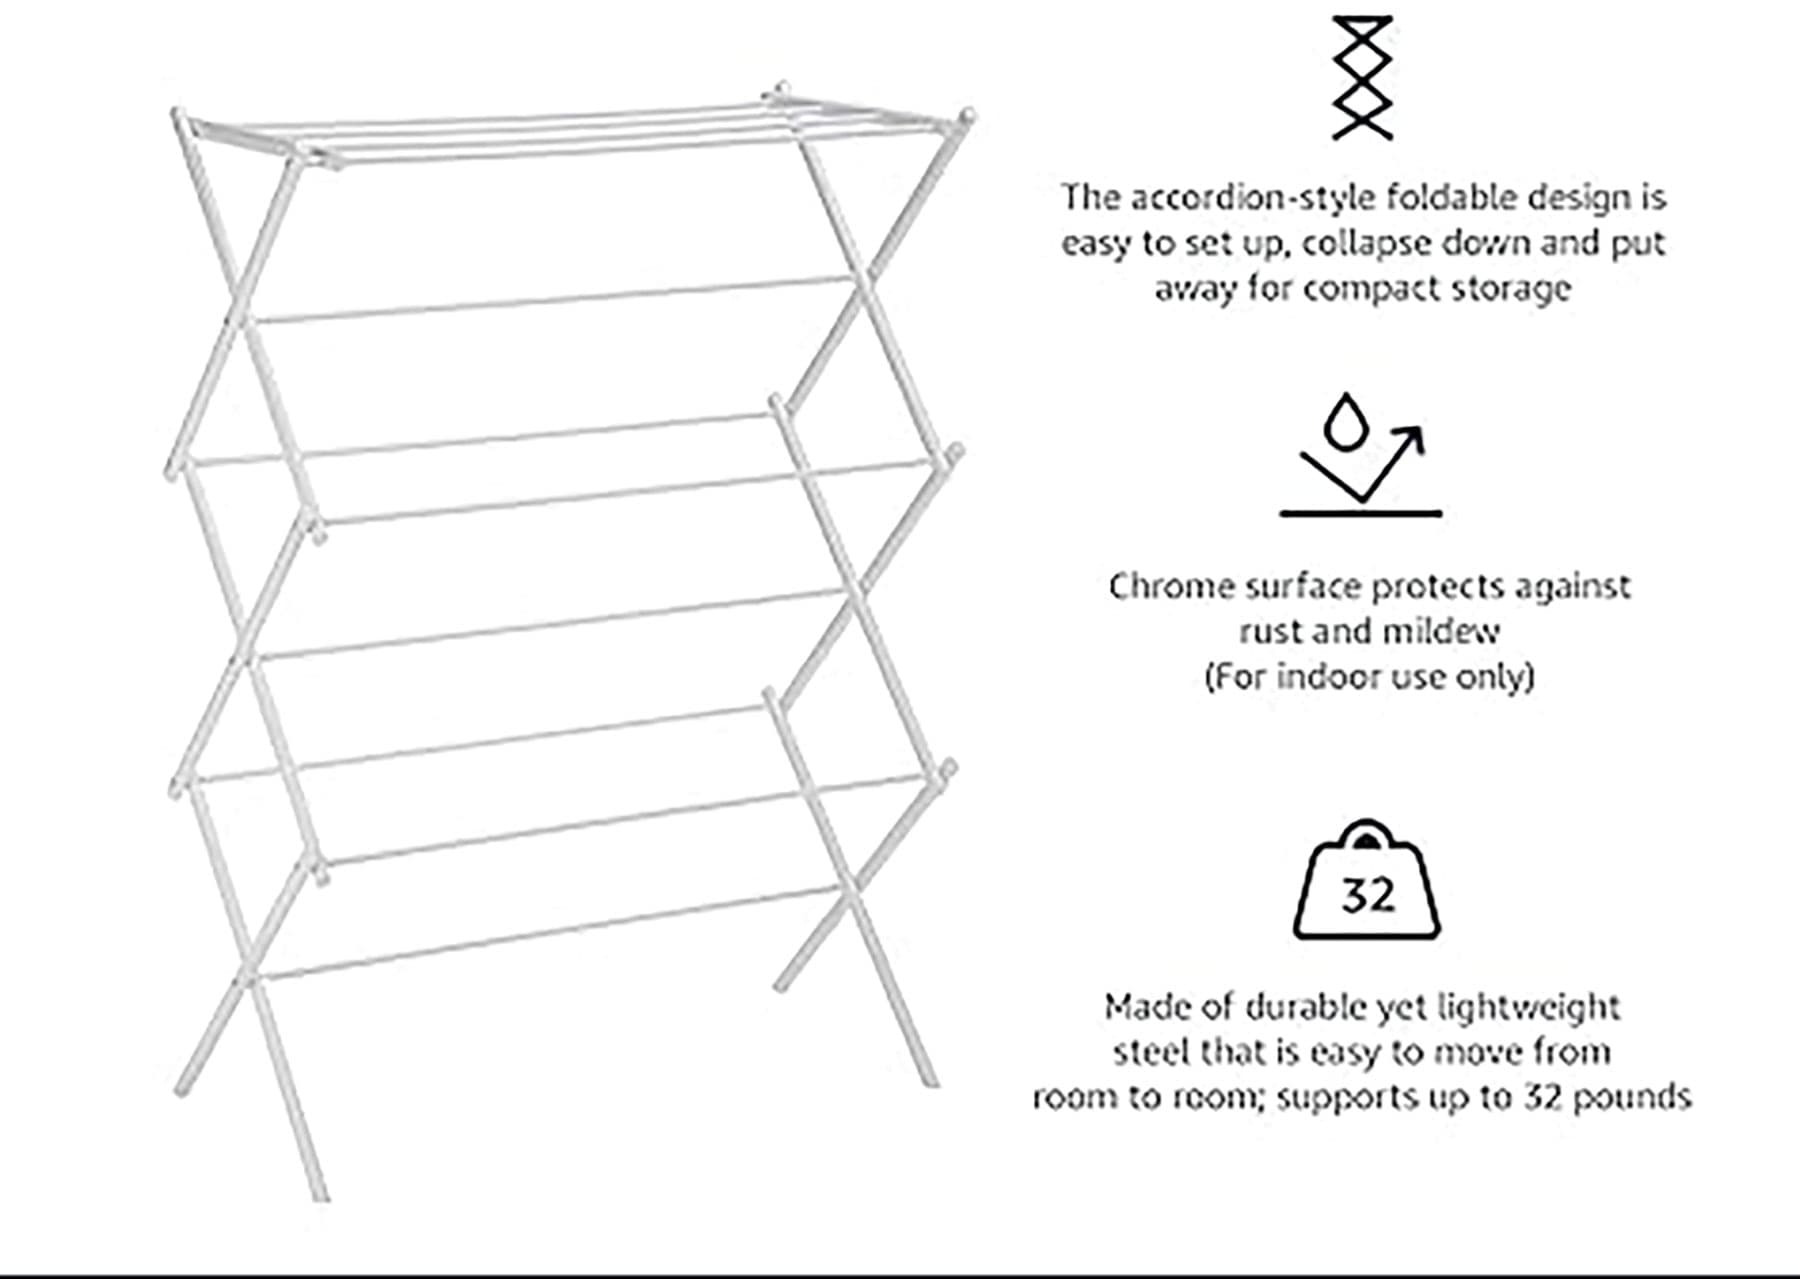 The accordion-style foldable design is
easy to set up, collapse down and put
away for compact storage
Chrome surface protects against
rust and mildew
(For indoor use only)
32
Made of durable yet lightweight
steel that is easy to move from
room to room; supports up to 32 pounds